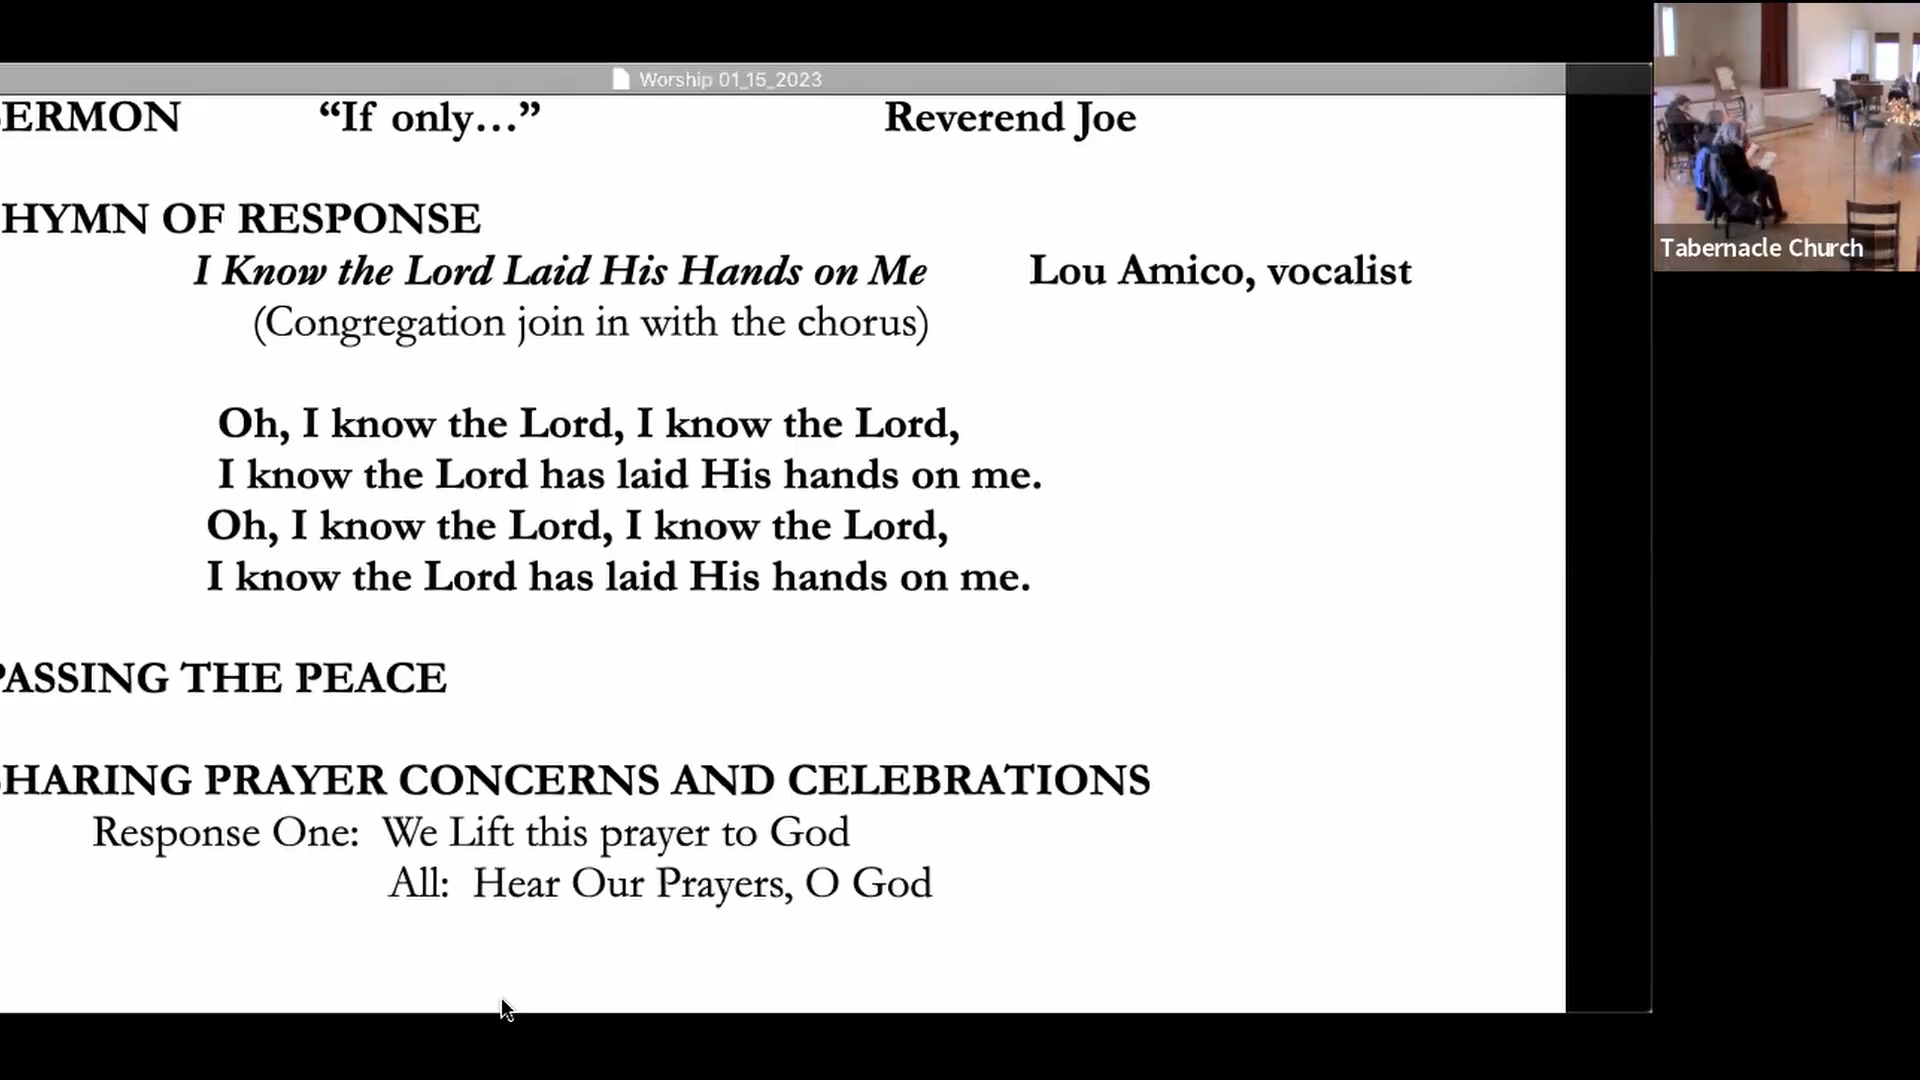 Worship 01_15_2023
ERMON “If only…” Reverend Joe
HYMN OF RESPONSE
I Know the Lord Laid His Hands on Me Lou Amico, vocalist
(Congregation join in with the chorus)
Oh, I know the Lord, I know the Lord,
I know the Lord has laid His hands on me.
Oh, I know the Lord, I know the Lord,
I know the Lord has laid His hands on me.
PASSING THE PEACE
SHARING PRAYER CONCERNS AND CELEBRATIONS
Response One: We Lift this prayer to God
All: Hear Our Prayers, O God
Tabernacle Church